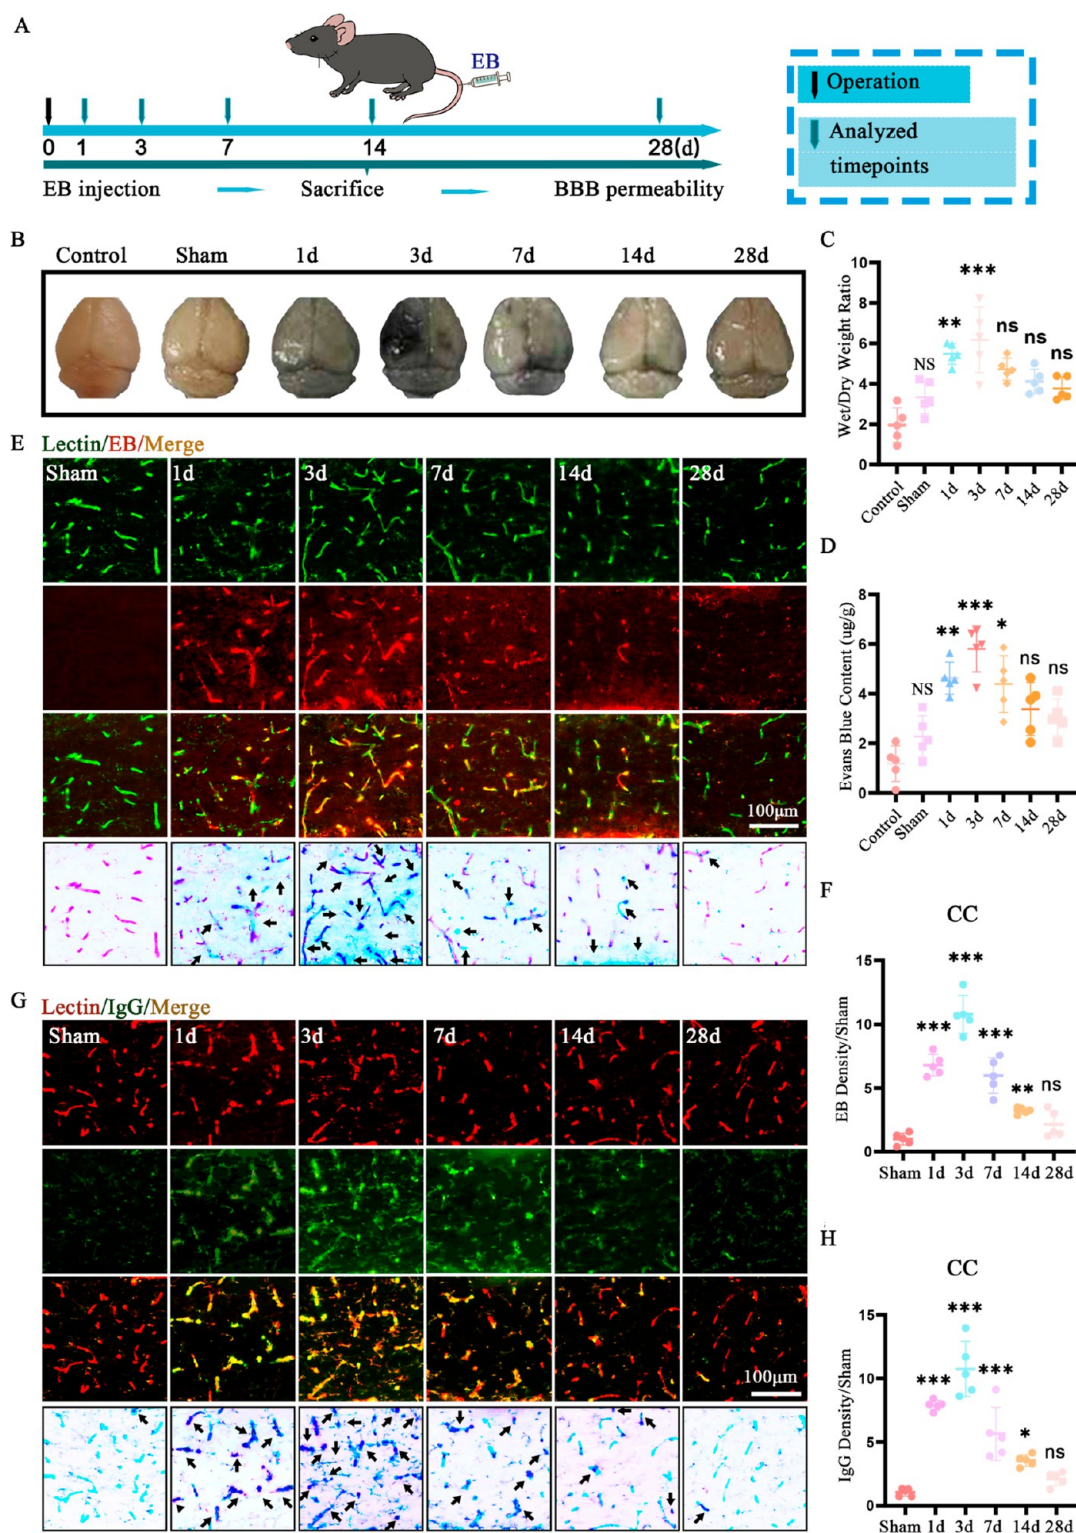 A
EB
Operation
Analyzed
timepoints
0 1 3 7 14 28(d)
EB injection Sacrifice BBB permeability
B
Control Sham 1d 3d 7d 14d 28d
C
Wet/Dry Weight Ratio
10
8
6
4
2
0
NS ** *** ns ns ns
Control Sham 1d 3d 7d 14d 28d
D
Evans Blue Content (ug/g)
8
6
4
2
0
NS ** *** * ns ns
Control Sham 1d 3d 7d 14d 28d
E Lectin/EB/Merge
Sham 1d 3d 7d 14d 28d
100μm
F
CC
EB Density/Sham
15
10
5
0
*** *** *** ** ns
Sham 1d 3d 7d 14d 28d
G Lectin/IgG/Merge
Sham 1d 3d 7d 14d 28d
100μm
H
CC
IgG Density/Sham
15
10
5
0
*** *** *** * ns
Sham 1d 3d 7d 14d 28d